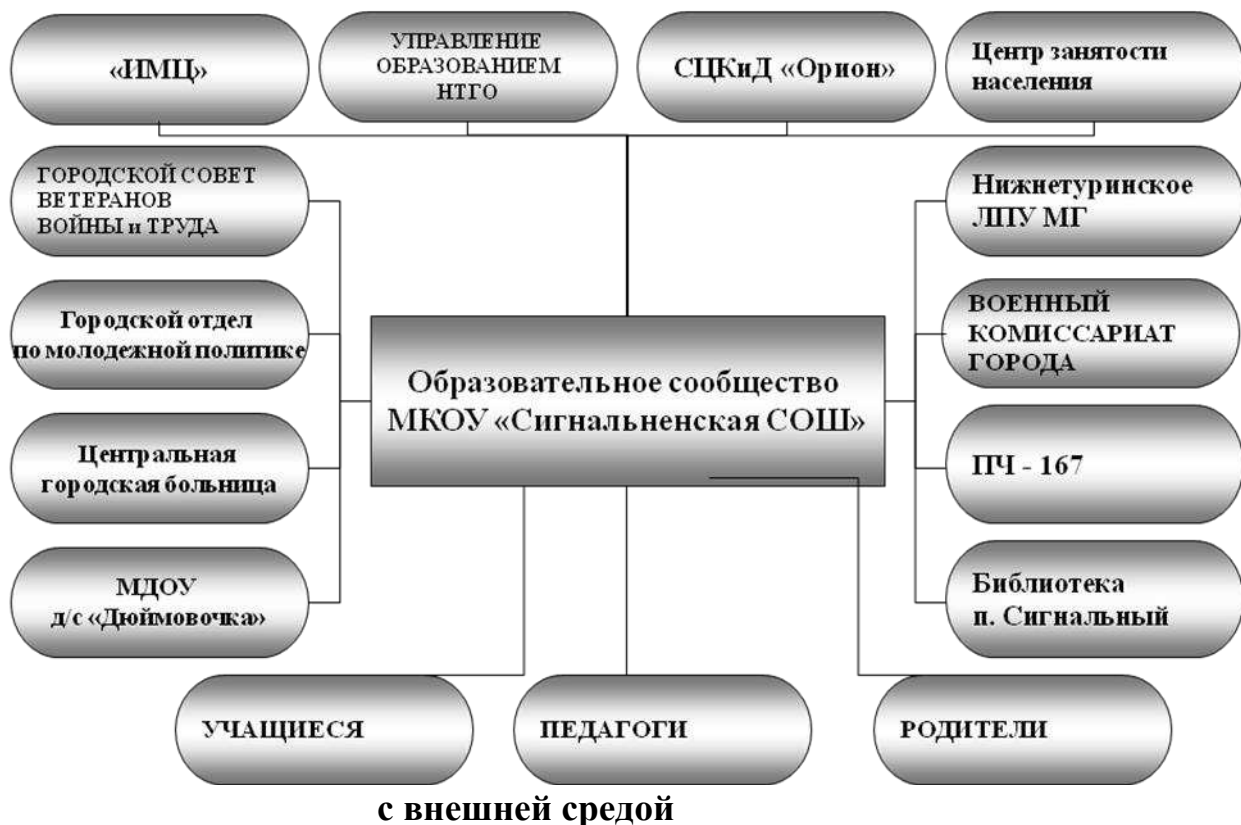 «ИМЦ»
УПРАВЛЕНИЕ
ОБРАЗОВАНИЕМ
НТГО
СЦКиД «Орион»
Центр занятости
населения
ГОРОДСКОЙ СОВЕТ
ВЕТЕРАНОВ
ВОЙНЫ и ТРУДА
Нижнетуринское
ЛПУ МГ
Городской отдел
по молодежной политике
ВОЕННЫЙ
КОМИССАРИАТ
ГОРОДА
Образовательное сообщество
МКОУ «Сигнальненская СОШ»
Центральная
городская больница
ПЧ - 167
МДОУ
д/с «Дюймовочка»
Библиотека
п. Сигнальный
УЧАЩИЕСЯ
ПЕДАГОГИ
РОДИТЕЛИ
с внешней средой